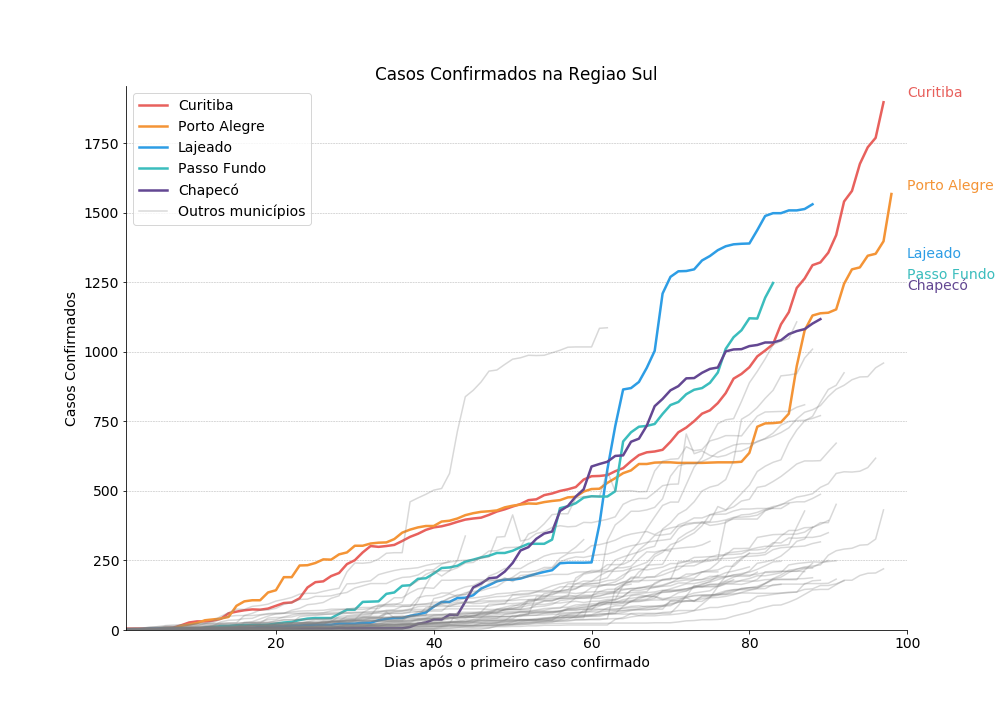 Casos Confirmados na Regiao Sul
Curitiba
Porto Alegre
Lajeado
Passo Fundo
Chapecó
Outros municípios
Curitiba
Porto Alegre
Lajeado
Passo Fundo
Chapecó
1750
1500
1250
1000
750
500
250
0
Casos Confirmados
20
40
60
80
100
Dias após o primeiro caso confirmado